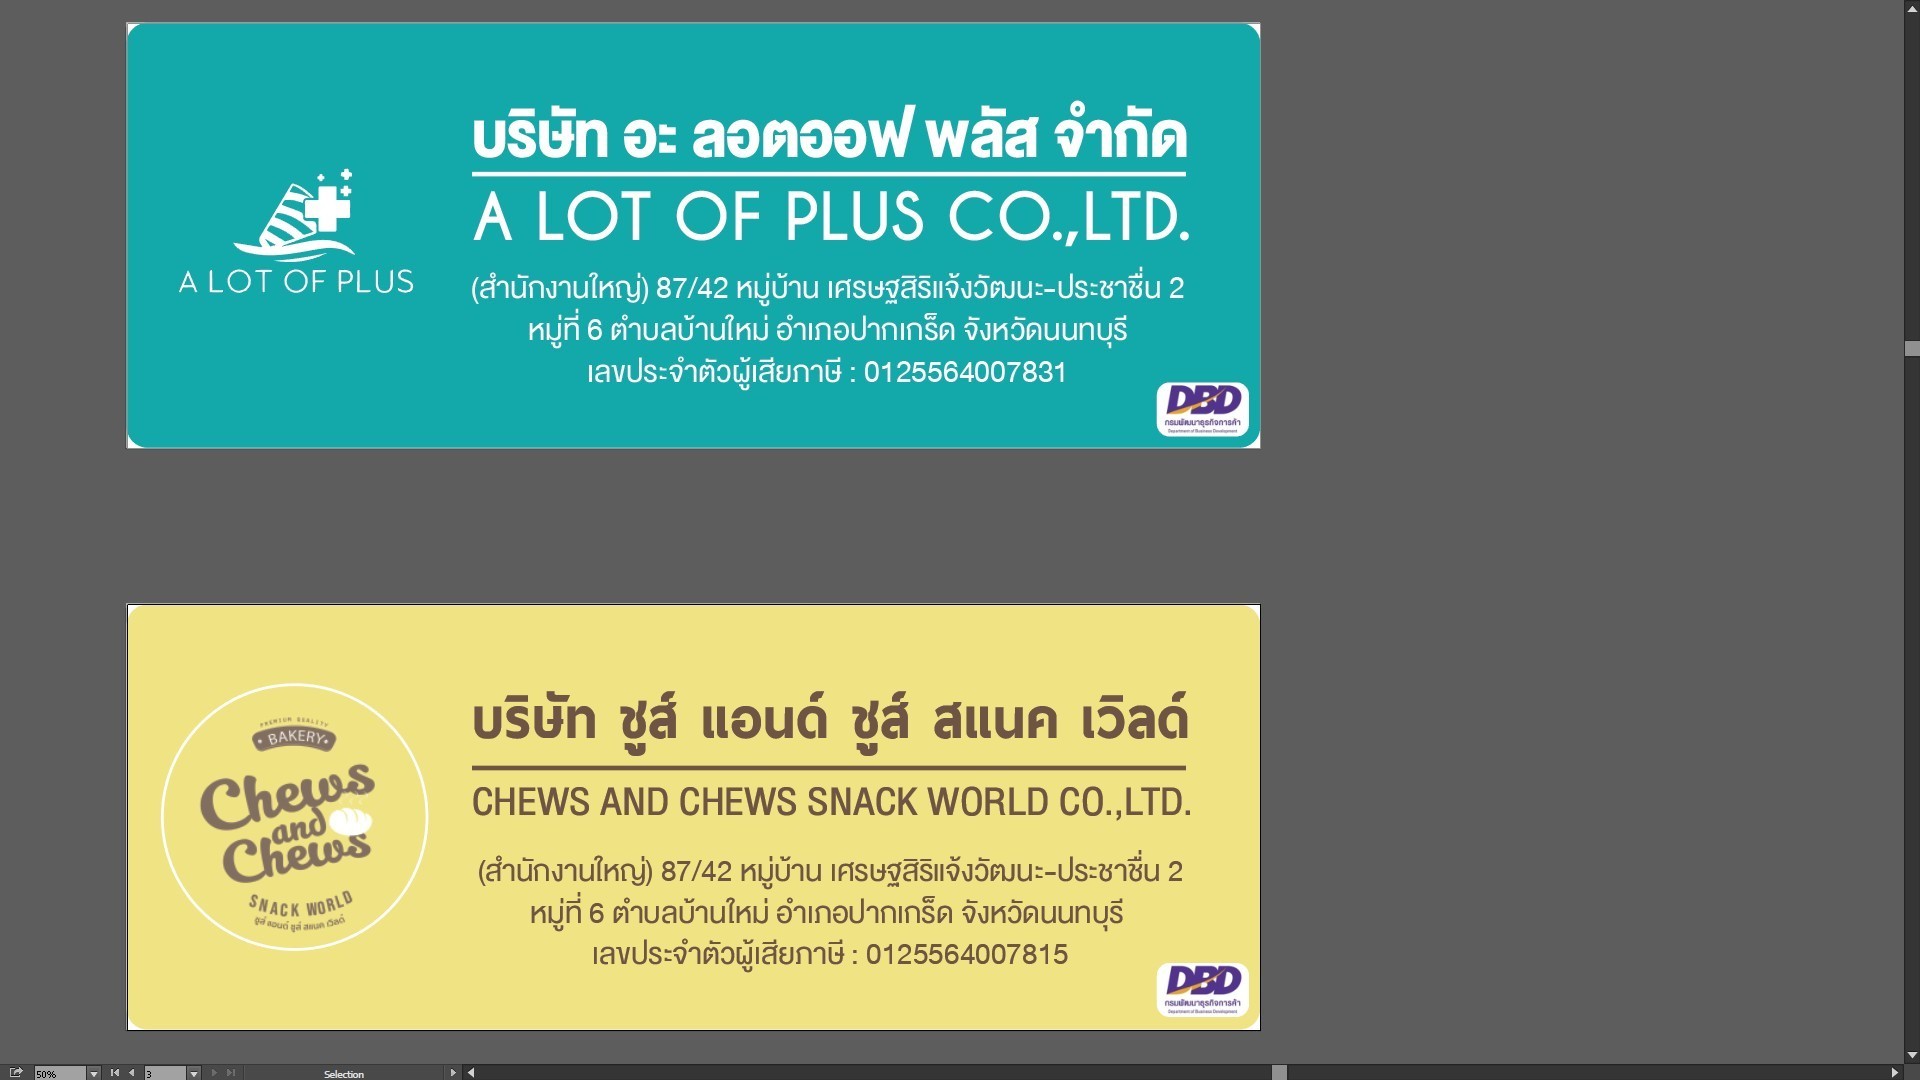 บริษัท อะ ลอตออฟ พลัส จำกัด
A LOT OF PLUS CO.,LTD.
A LOT OF PLUS
(สำนักงานใหญ่) 87/42 หมู่บ้าน เศรษฐสิริแจ้งวัฒนะ-ประชาชื่น 2
หมู่ที่ 6 ตำบลบ้านใหม่ อำเภอปากเกร็ด จังหวัดนนทบุรี
เลขประจำตัวผู้เสียภาษี : 0125564007831
DBD
กรมพัฒนาธุรกิจการค้า
Department of Business Development
บริษัท ชูส์ แอนด์ ชูส์ สแนค เวิลด์
CHEWS AND CHEWS SNACK WORLD CO.,LTD.
PREMIUM QUALITY
BAKERY
Chews
and
Chews
SNACK WORLD
ชูส์ แอนด์ ชูส์ สแนค เวิลด์
(สำนักงานใหญ่) 87/42 หมู่บ้าน เศรษฐสิริแจ้งวัฒนะ-ประชาชื่น 2
หมู่ที่ 6 ตำบลบ้านใหม่ อำเภอปากเกร็ด จังหวัดนนทบุรี
เลขประจำตัวผู้เสียภาษี : 0125564007815
DBD
กรมพัฒนาธุรกิจการค้า
Department of Business Development
50% 3 Selection